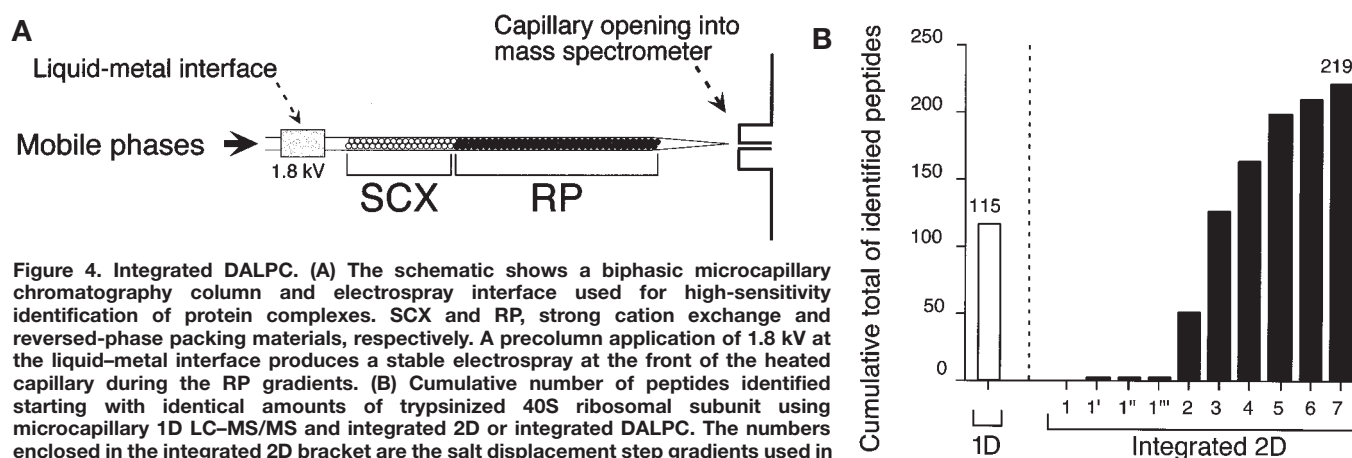 A
Capillary opening into
mass spectrometer
Liquid-metal interface
Mobile phases
1.8 kV
SCX
RP
Figure 4. Integrated DALPC. (A) The schematic shows a biphasic microcapillary
chromatography column and electrospray interface used for high-sensitivity
identification of protein complexes. SCX and RP, strong cation exchange and
reversed-phase packing materials, respectively. A precolumn application of 1.8 kV at
the liquid–metal interface produces a stable electrospray at the front of the heated
capillary during the RP gradients. (B) Cumulative number of peptides identified
starting with identical amounts of trypsinized 40S ribosomal subunit using
microcapillary 1D LC–MS/MS and integrated 2D or integrated DALPC. The numbers
enclosed in the integrated 2D bracket are the salt displacement step gradients used in
B
Cumulative total of identified peptides
250
200
150
100
50
0
115
219
1 1' 1" 1"' 2 3 4 5 6 7
1D
Integrated 2D